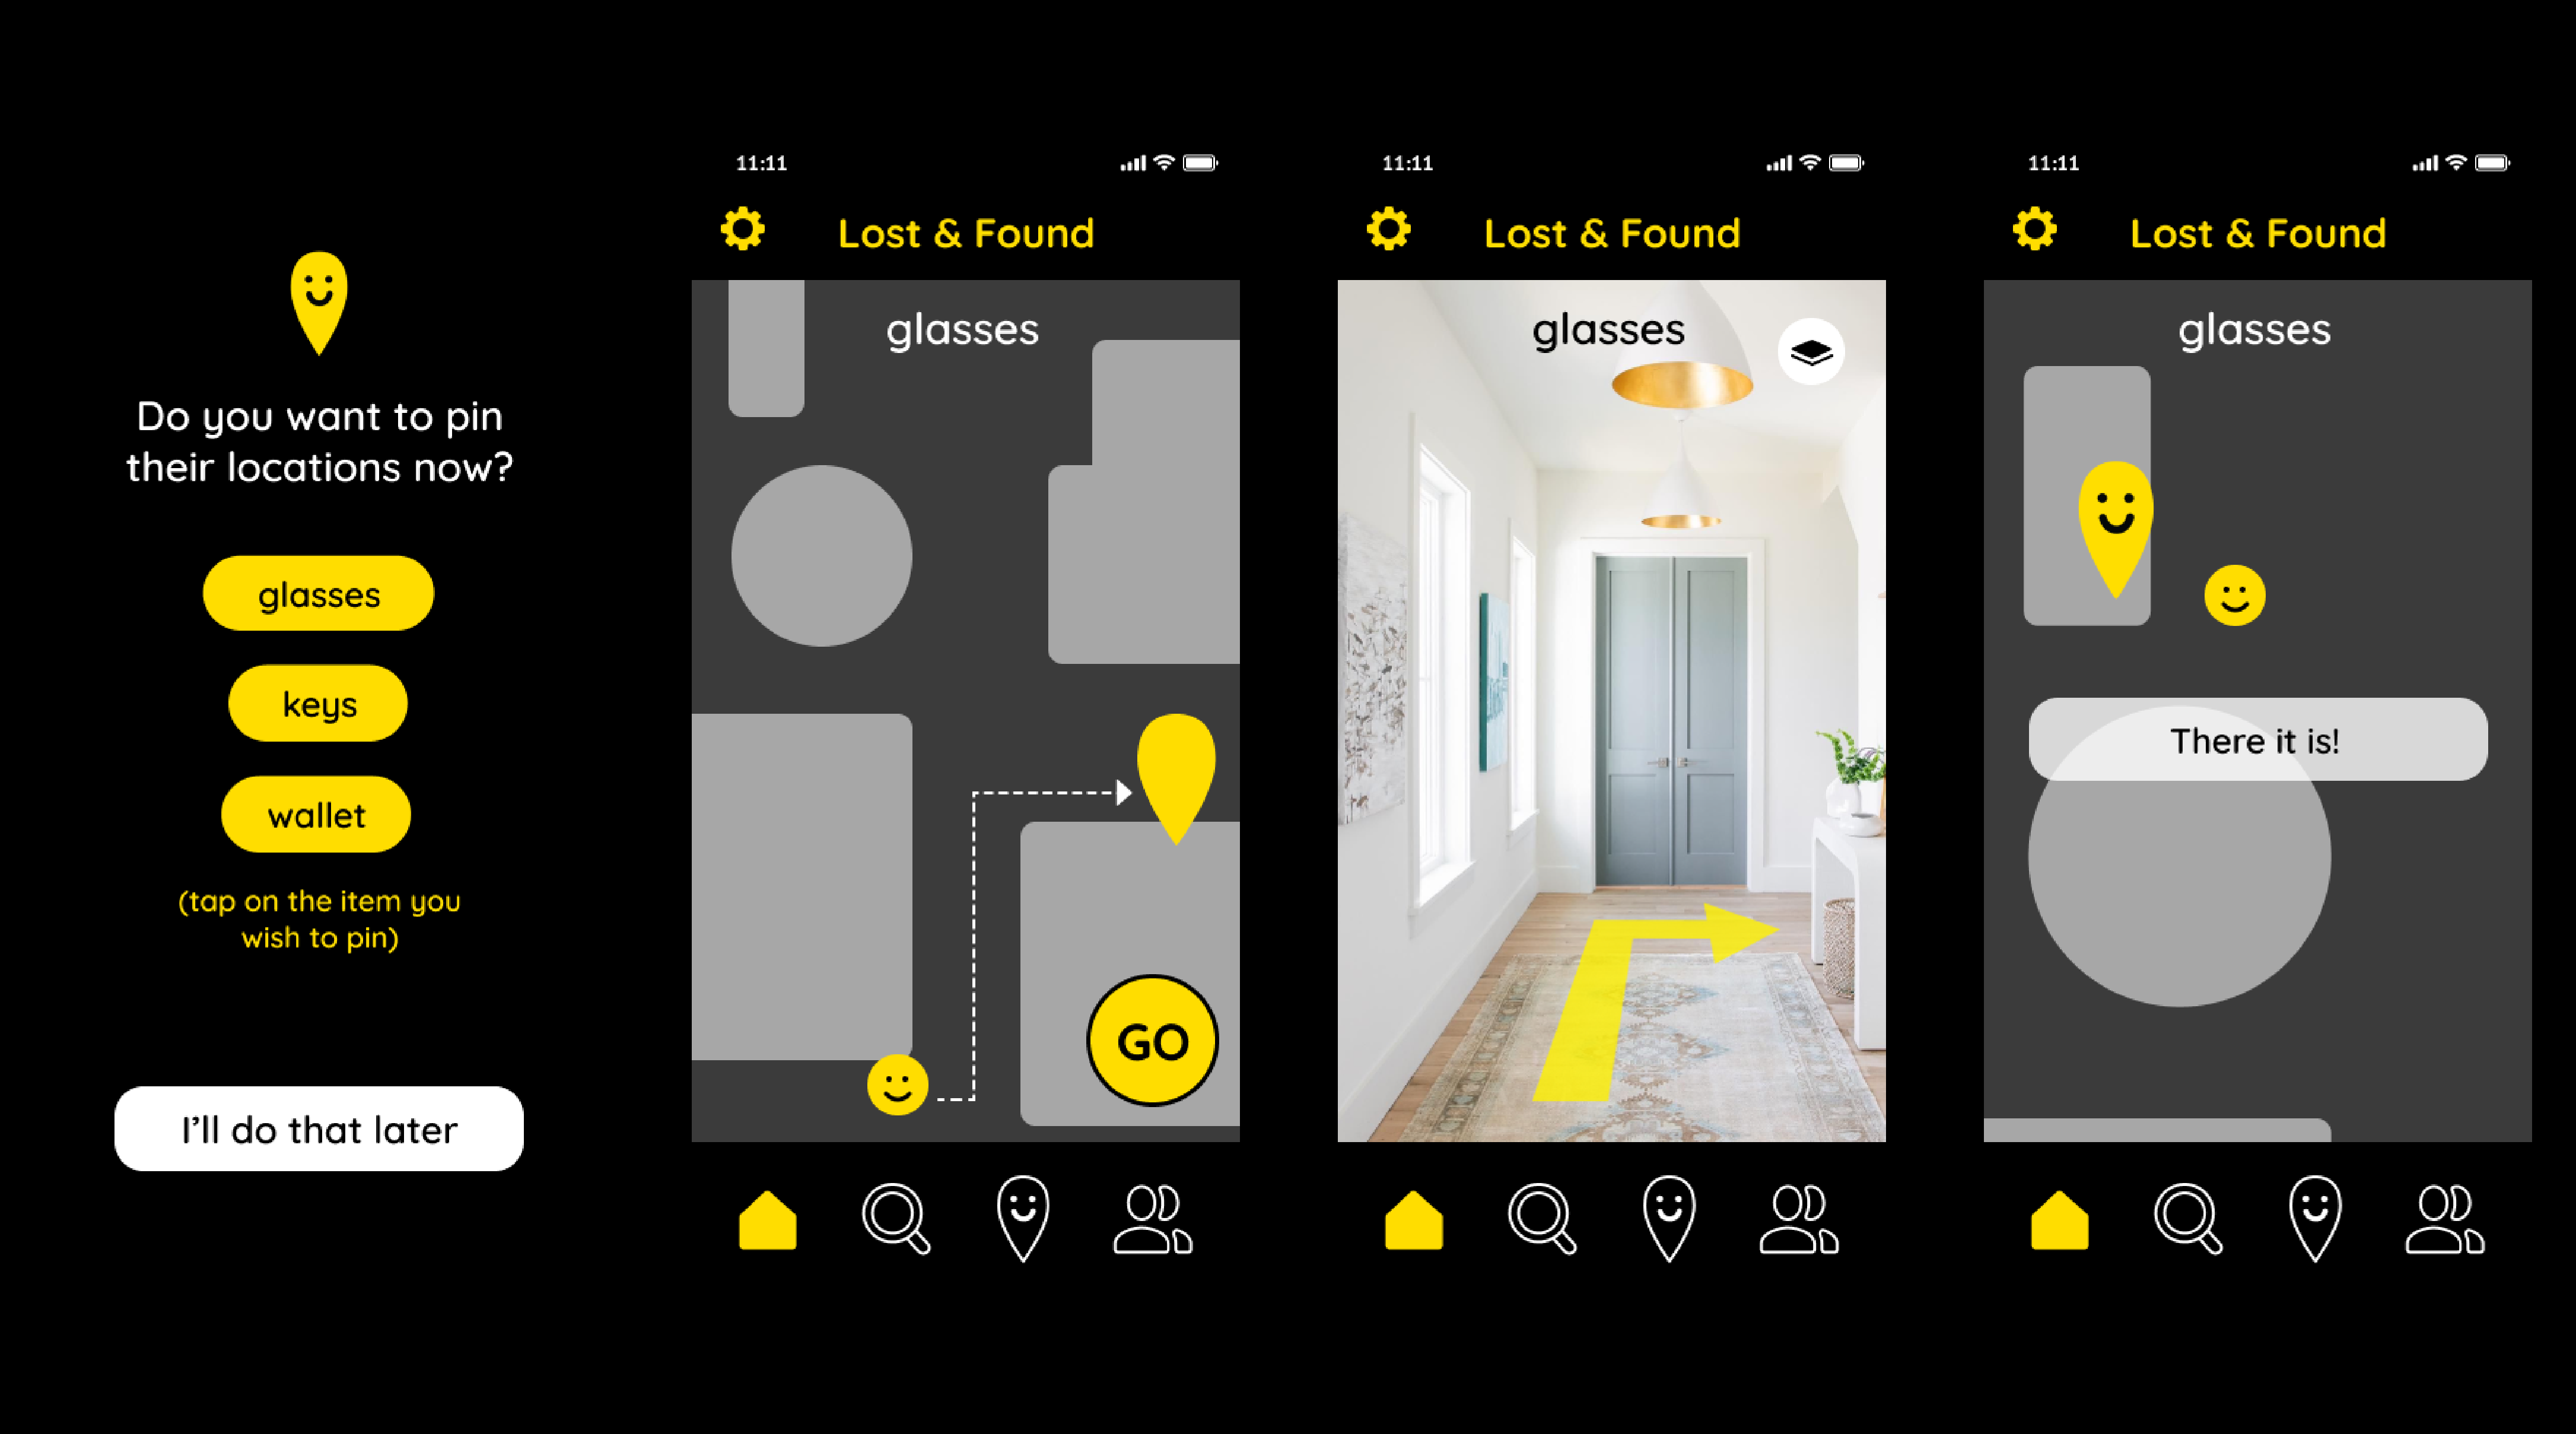 Do you want to pin
their locations now?
glasses
keys
wallet
(tap on the item you
wish to pin)
I'll do that later
11:11
Lost & Found
glasses
GO
11:11
Lost & Found
glasses
11:11
Lost & Found
glasses
There it is!